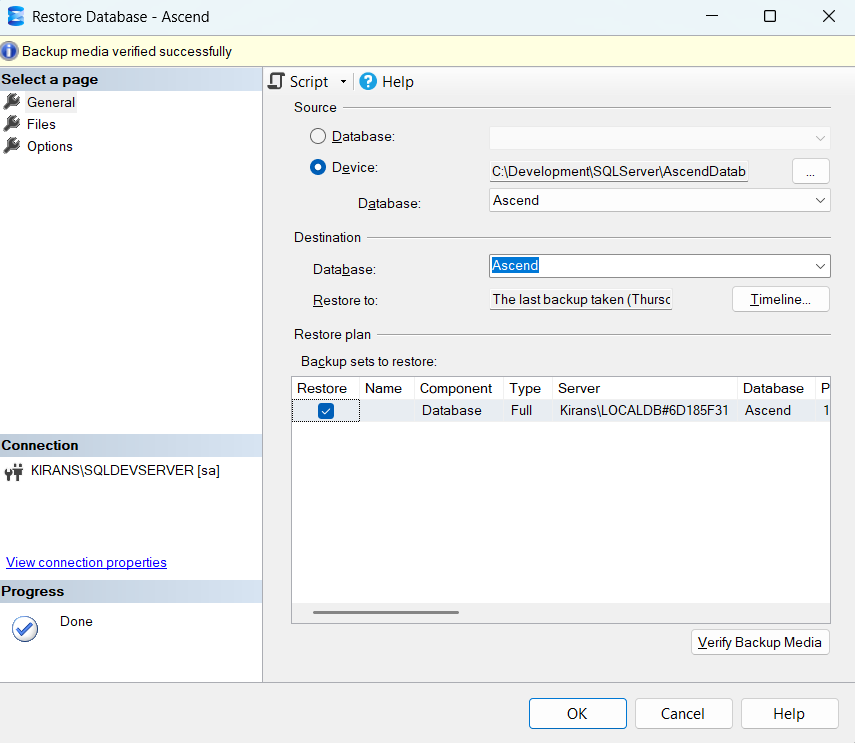 Restore Database - Ascend
Backup media verified successfully
Select a page
General
Files
Options
Connection
KIRANS\SQLDEVSERVER [sa]
View connection properties
Progress
Done
Script
Help
Source
Database:
Device:
C:\Development\SQLServer\AscendDatab
...
Database:
Ascend
Destination
Database:
Ascend
Restore to:
The last backup taken (Thursd
Timeline...
Restore plan
Backup sets to restore:
Restore Name Component Type Server Database P
Database Full Kirans\LOCALDB#6D185F31 Ascend 1
Verify Backup Media
OK
Cancel
Help